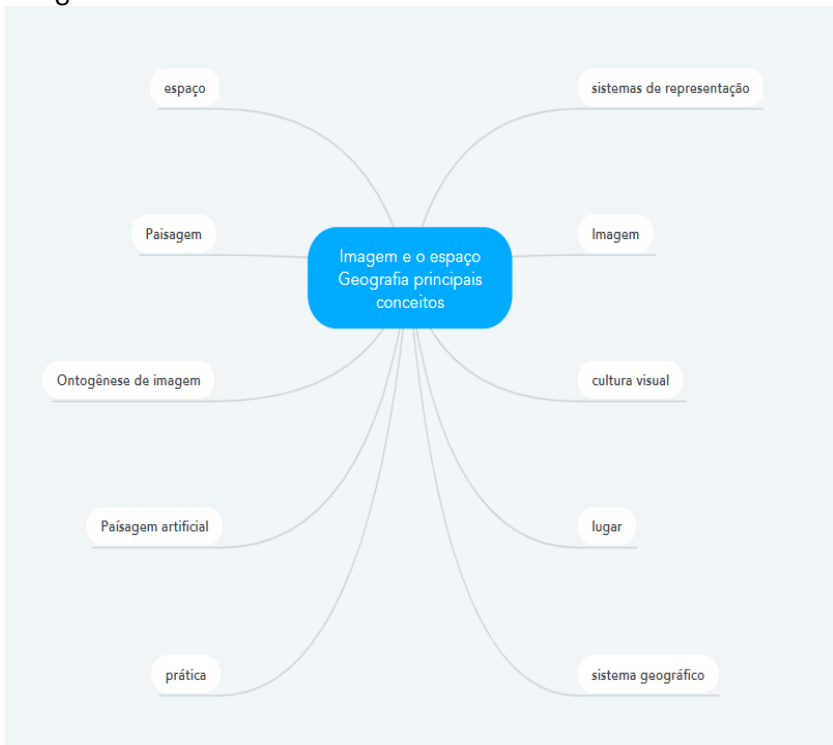 espaço
sistemas de representação
Paisagem
Imagem
Imagem e o espaço
Geografia principais
conceitos
Ontogênese de imagem
cultura visual
Paísagem artificial
lugar
prática
sistema geográfico